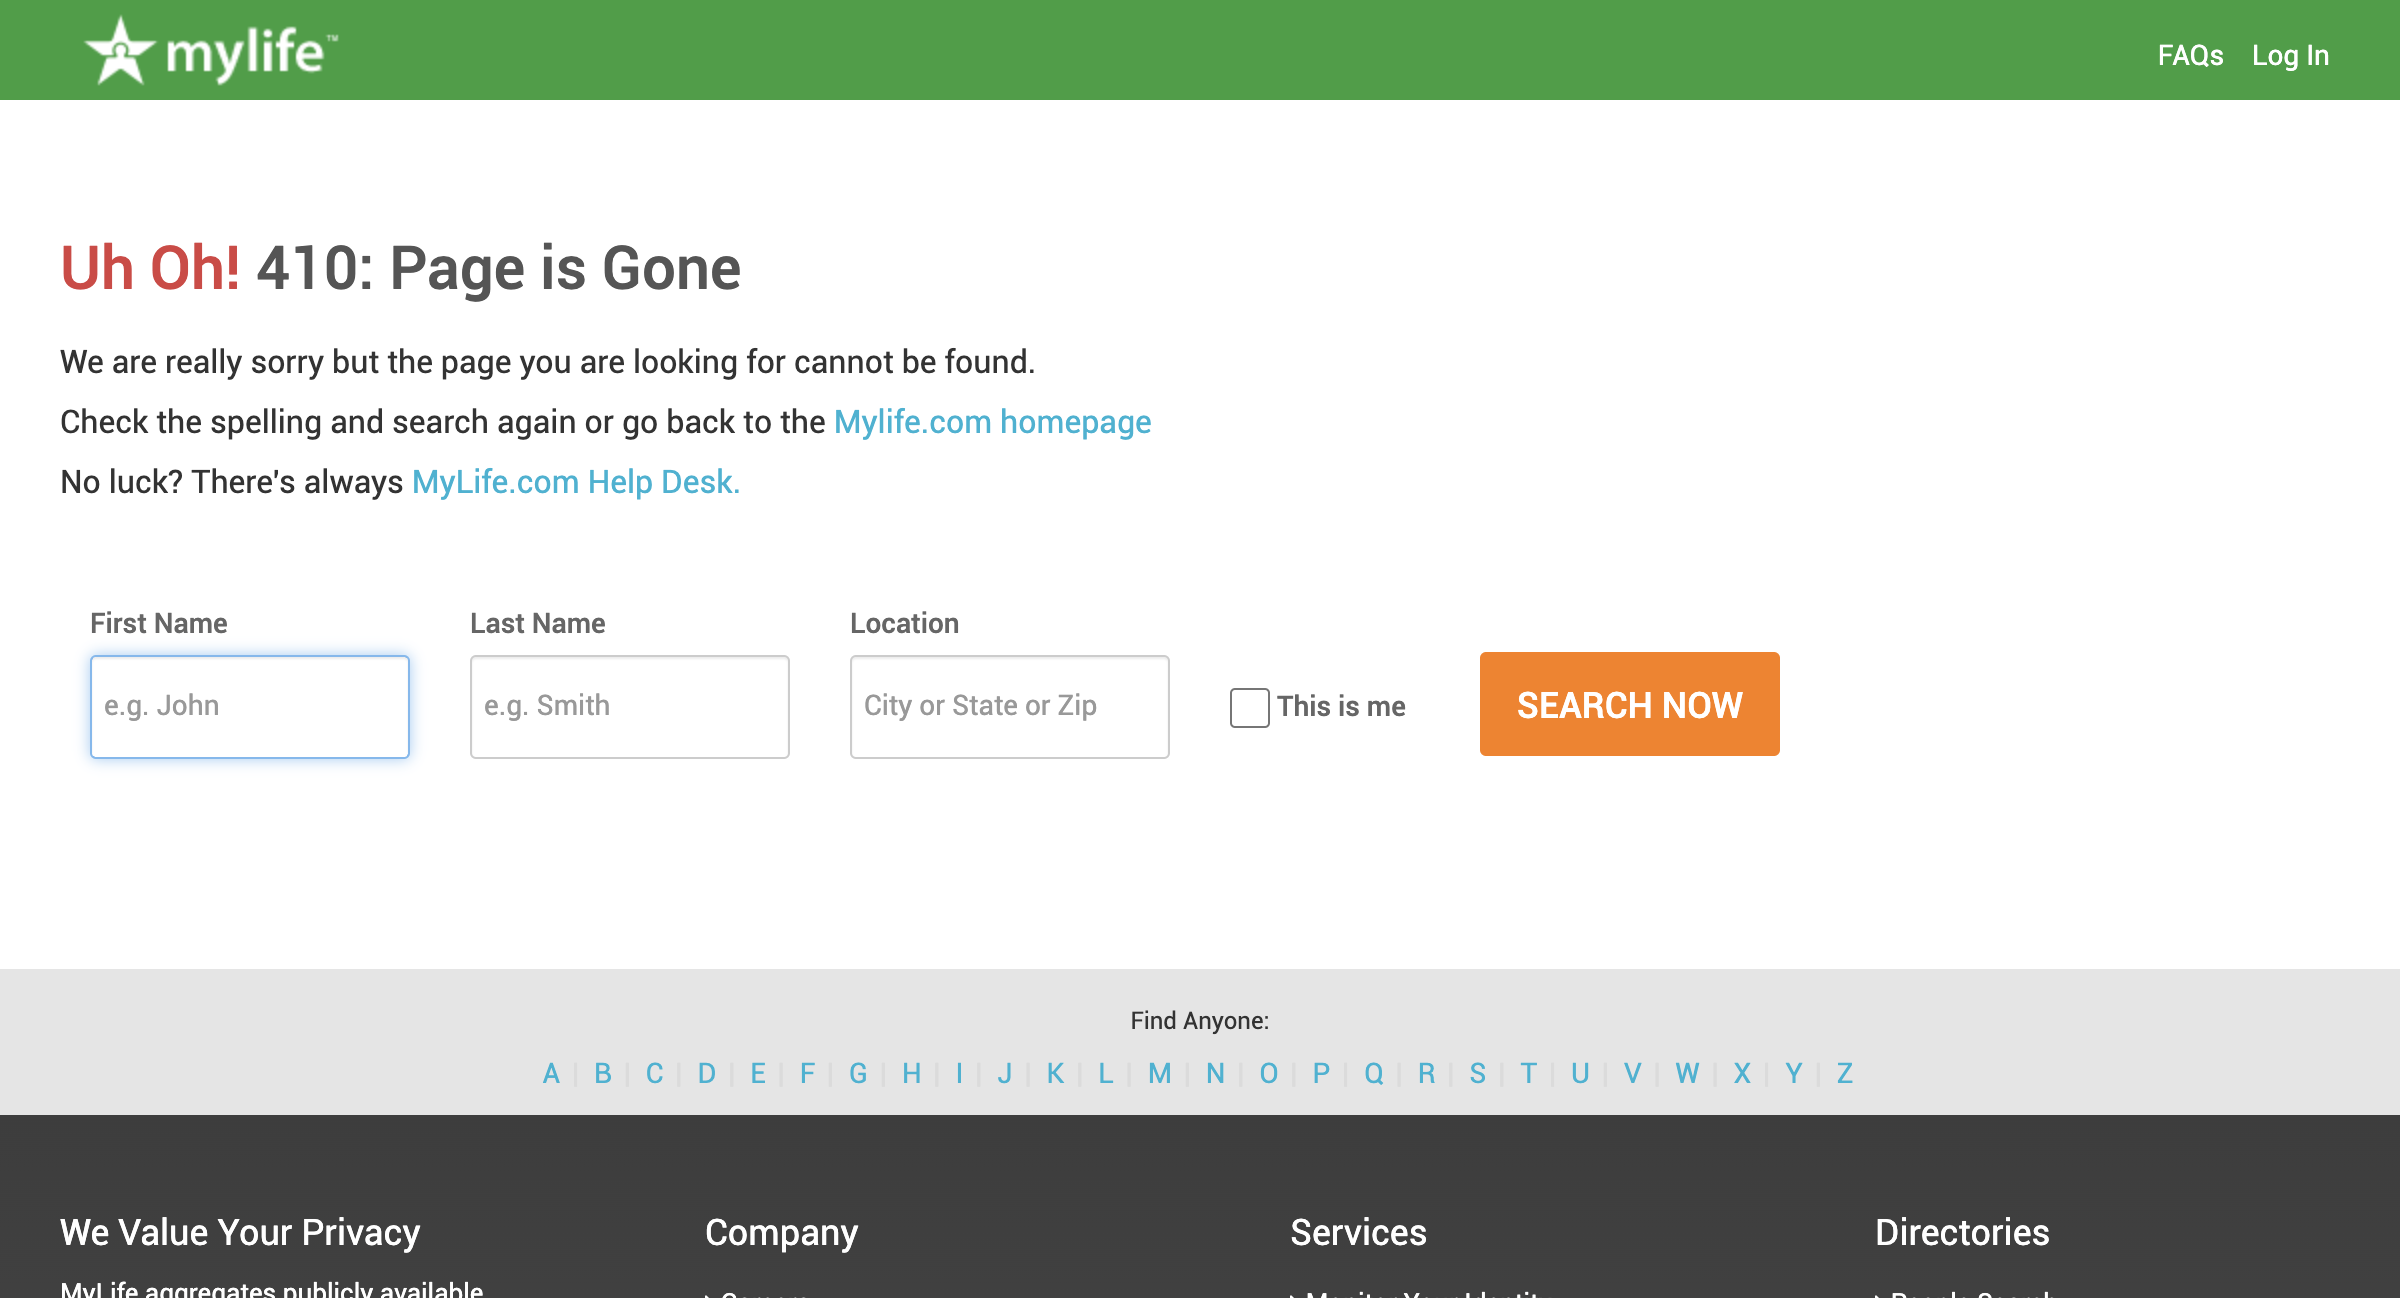 mylife™
FAQs Log In
Uh Oh! 410: Page is Gone
We are really sorry but the page you are looking for cannot be found.
Check the spelling and search again or go back to the Mylife.com homepage
No luck? There's always MyLife.com Help Desk.
First Name Last Name Location
e.g. John e.g. Smith City or State or Zip This is me SEARCH NOW
Find Anyone:
A B C D E F G H I J K L M N O P Q R S T U V W X Y Z
We Value Your Privacy Company Services Directories
MyLife aggregates publicly available